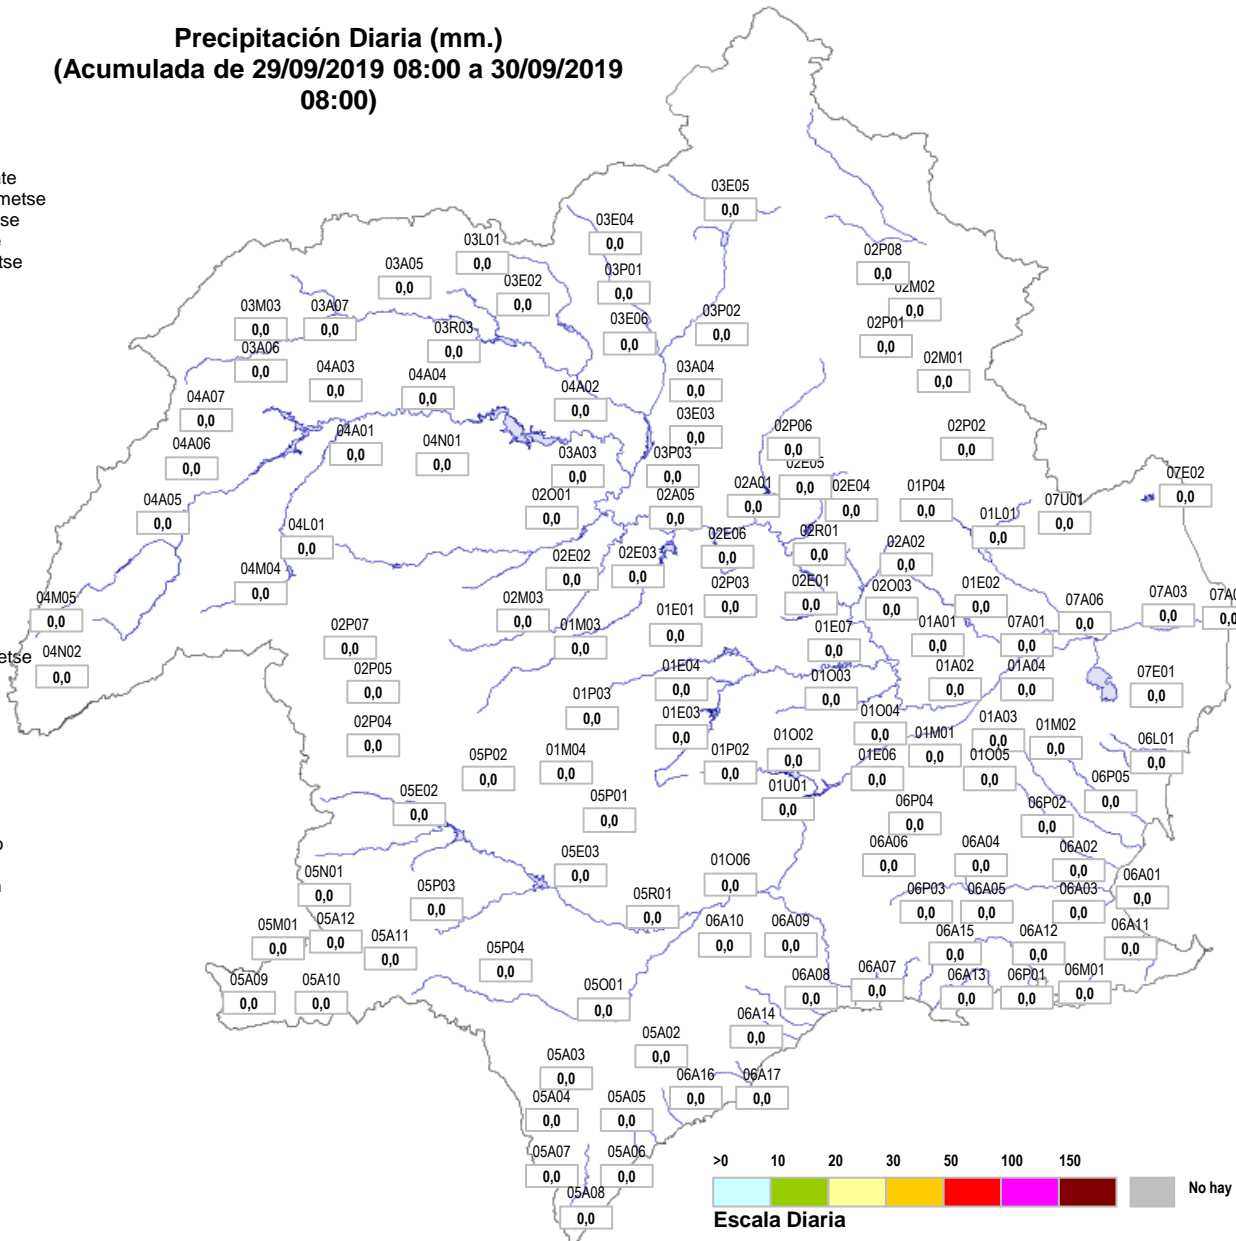 Precipitación Diaria (mm.)
(Acumulada de 29/09/2019 08:00 a 30/09/2019
08:00)
03E05
0,0
03E04
0,0
03L01
0,0
02P08
0,0
03A05
0,0
03P01
0,0
03E02
0,0
02M02
0,0
03M03
0,0
03A07
0,0
03P02
0,0
03E06
0,0
03R03
0,0
02P01
0,0
03A06
0,0
02M01
0,0
04A03
0,0
04A04
0,0
03A04
0,0
04A02
0,0
04A07
0,0
03E03
0,0
04A01
0,0
02P06
0,0
02P02
0,0
04A06
0,0
04N01
0,0
03A03
0,0
03P03
0,0
02E05
0,0
07E02
0,0
02A01
0,0
02E04
0,0
01P04
0,0
04A05
0,0
02O01
0,0
02A05
0,0
07U01
0,0
01L01
0,0
04L01
0,0
02E06
0,0
02R01
0,0
02A02
0,0
02E02
0,0
02E03
0,0
04M04
0,0
02P03
0,0
02E01
0,0
02O03
0,0
01E02
0,0
04M05
0,0
02M03
0,0
01E01
0,0
07A06
0,0
07A03
0,0
0,0
01M03
0,0
02P07
0,0
01E07
0,0
01A01
0,0
07A01
0,0
etse
04N02
0,0
02P05
0,0
01E04
0,0
01O03
0,0
01A02
0,0
01A04
0,0
07E01
0,0
01P03
0,0
02P04
0,0
01E03
0,0
01O04
0,0
01A03
0,0
01M02
0,0
01M01
0,0
06L01
0,0
05P02
0,0
01M04
0,0
01P02
0,0
01O02
0,0
01E06
0,0
01O05
0,0
05E02
0,0
05P01
0,0
01U01
0,0
06P05
0,0
06P04
0,0
06P02
0,0
05E03
0,0
01O06
0,0
06A06
0,0
06A04
0,0
06A02
0,0
05N01
0,0
05P03
0,0
05R01
0,0
06P03
0,0
06A05
0,0
06A03
0,0
06A01
0,0
05M01
0,0
05A12
0,0
05A11
0,0
06A10
0,0
06A09
0,0
06A15
0,0
06A12
0,0
06A11
0,0
05P04
0,0
05A09
0,0
05A10
0,0
05O01
0,0
06A08
0,0
06A07
0,0
06A13
0,0
06P01
0,0
06M01
0,0
06A14
0,0
05A02
0,0
05A03
0,0
06A16
0,0
06A17
0,0
05A04
0,0
05A05
0,0
05A07
0,0
05A06
0,0
05A08
0,0
>0 10 20 30 50 100 150
No hay
Escala Diaria